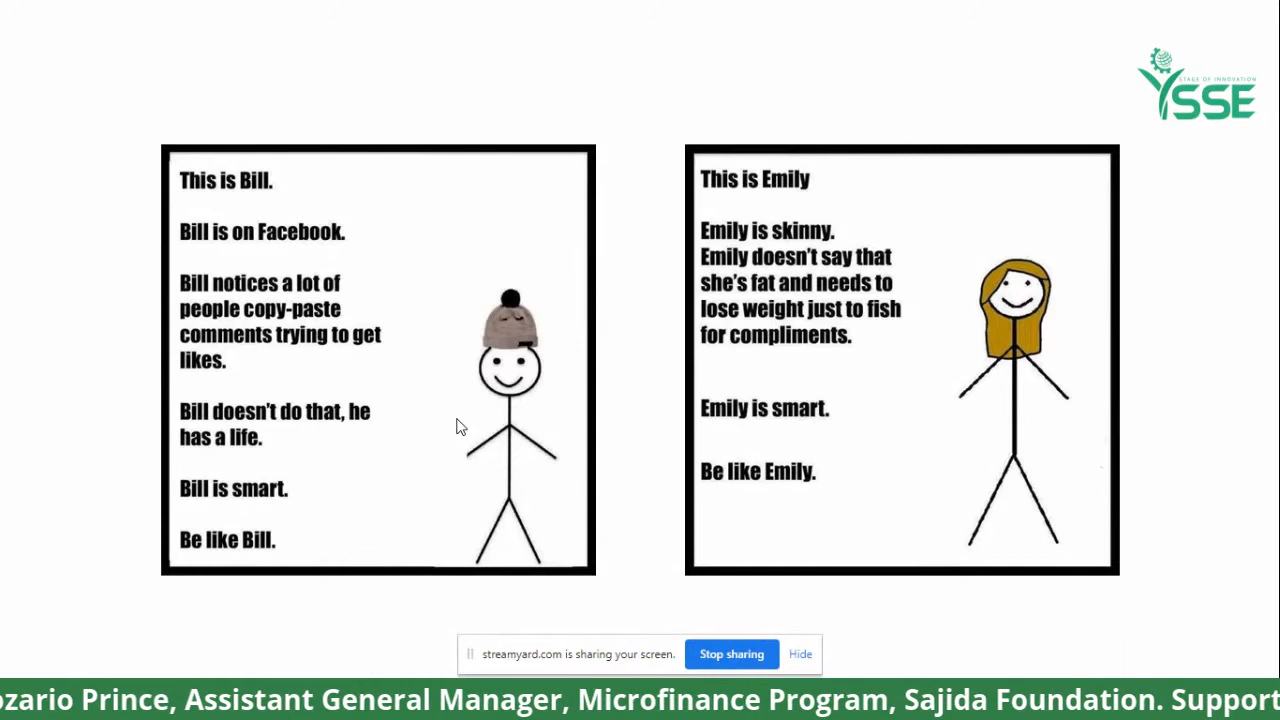 STAGE OF INNOVATION
YSSE
This is Bill.
Bill is on Facebook.
Bill notices a lot of
people copy-paste
comments trying to get
likes.
Bill doesn't do that, he
has a life.
Bill is smart.
Be like Bill.
This is Emily
Emily is skinny.
Emily doesn't say that
she's fat and needs to
lose weight just to fish
for compliments.
Emily is smart.
Be like Emily.
streamyard.com is sharing your screen.
Stop sharing
Hide
ozario Prince, Assistant General Manager, Microfinance Program, Sajida Foundation. Support